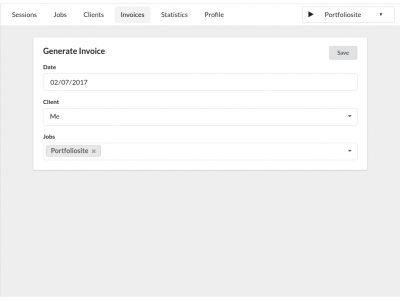 Sessions Jobs Clients Invoices Statistics Profile Portfoliosite
Generate Invoice Save
Date
02/07/2017
Client
Me
Jobs
Portfoliosite ×